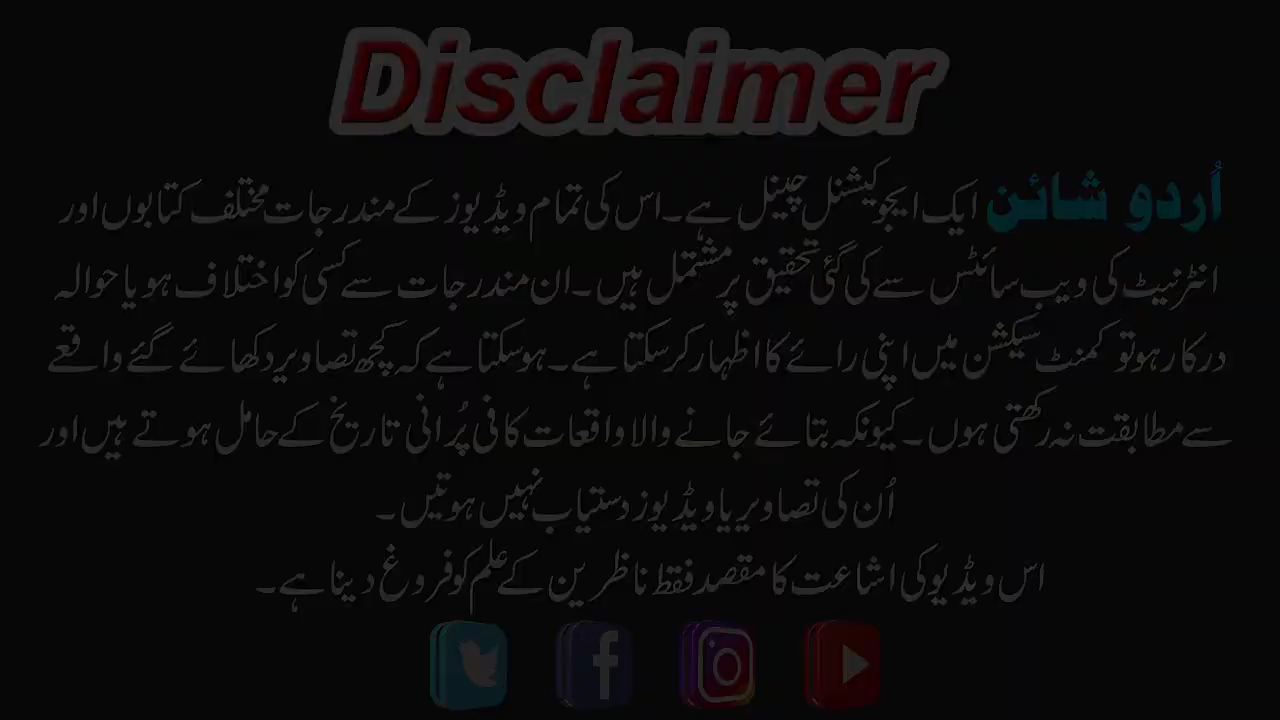 Disclaimer
اُردو شائن ایک ایجوکیشنل چینل ہے۔ اس کی تمام ویڈیوز کے مندرجات مختلف کتابوں اور
انٹرنیٹ کی ویب سائٹس سے کی گئی تحقیق پر مشتمل ہیں۔ ان مندرجات سے کسی کو اختلاف ہو یا حوالہ
درکار ہو تو کمنٹ سیکشن میں اپنی رائے کا اظہار کر سکتا ہے۔ ہو سکتا ہے کہ کچھ تصاویر دکھائے گئے واقعے
سے مطابقت نہ رکھتی ہوں۔ کیونکہ بتائے جانے والا واقعات کافی پُرانی تاریخ کے حامل ہوتے ہیں اور
اُن کی تصاویر یا ویڈیوز دستیاب نہیں ہوتیں۔
اس ویڈیو کی اشاعت کا مقصد فقط ناظرین کے علم کو فروغ دینا ہے۔